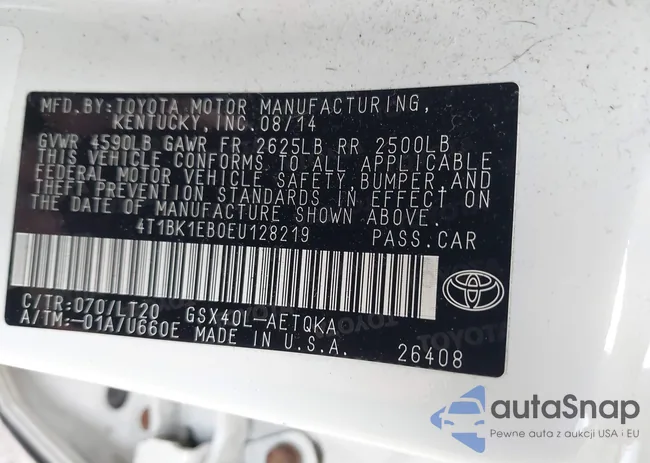 MFD.BY:TOYOTA MOTOR MANUFACTURING,
KENTUCKY,INC.08/14
GVWR 4590LB GAWR FR 2625LB RR 2500LB
THIS VEHICLE CONFORMS TO ALL APPLICABLE
FEDERAL MOTOR VEHICLE SAFETY,BUMPER,AND
THEFT PREVENTION STANDARDS IN EFFECT ON
THE DATE OF MANUFACTURE SHOWN ABOVE.
4T1BK1EB0EU128219 PASS.CAR
C/TR:070/LT20 GSX40L-AETQKA
A/TM:-01A/U660E MADE IN U.S.A. 26408
TOYOTA
autaSnap
Pewne auta z aukcji USA i EU